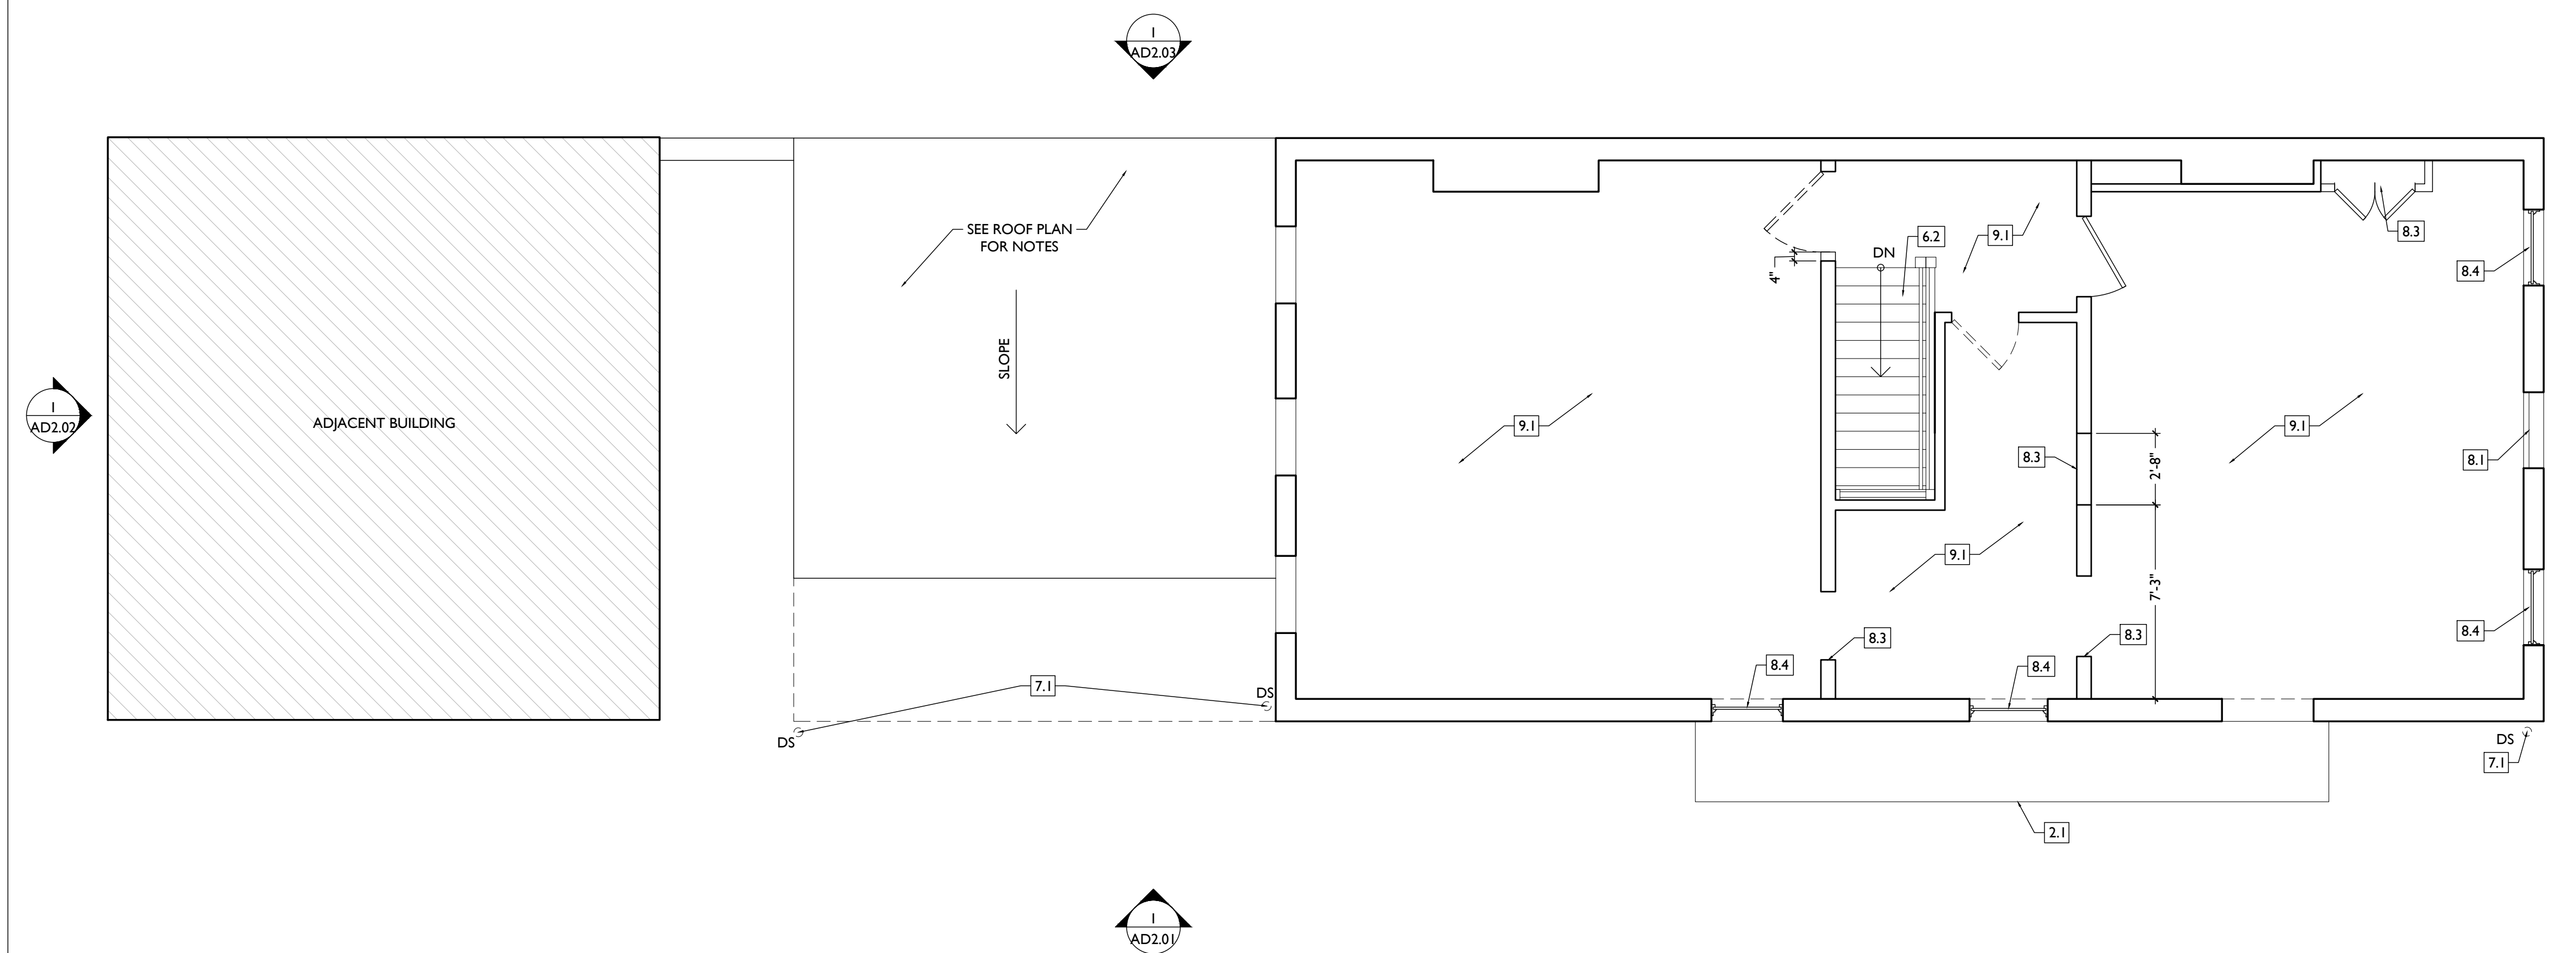 1
AD2.03
SEE ROOF PLAN
FOR NOTES
6.2
9.1
8.3
DN
8.4
4"
SLOPE
1
AD2.02
ADJACENT BUILDING
9.1
9.1
8.3
2'-8"
8.1
9.1
7'-3"
8.3
8.3
8.4
8.4
8.4
7.1
DS
DS
DS
7.1
2.1
1
AD2.01